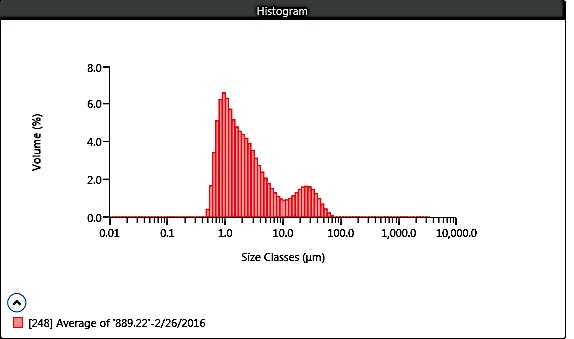 Histogram
8.0
6.0
4.0
2.0
0.0
Volume (%)
0.01 0.1 1.0 10.0 100.0 1,000.0 10,000.0
Size Classes (µm)
[248] Average of '889.22'-2/26/2016